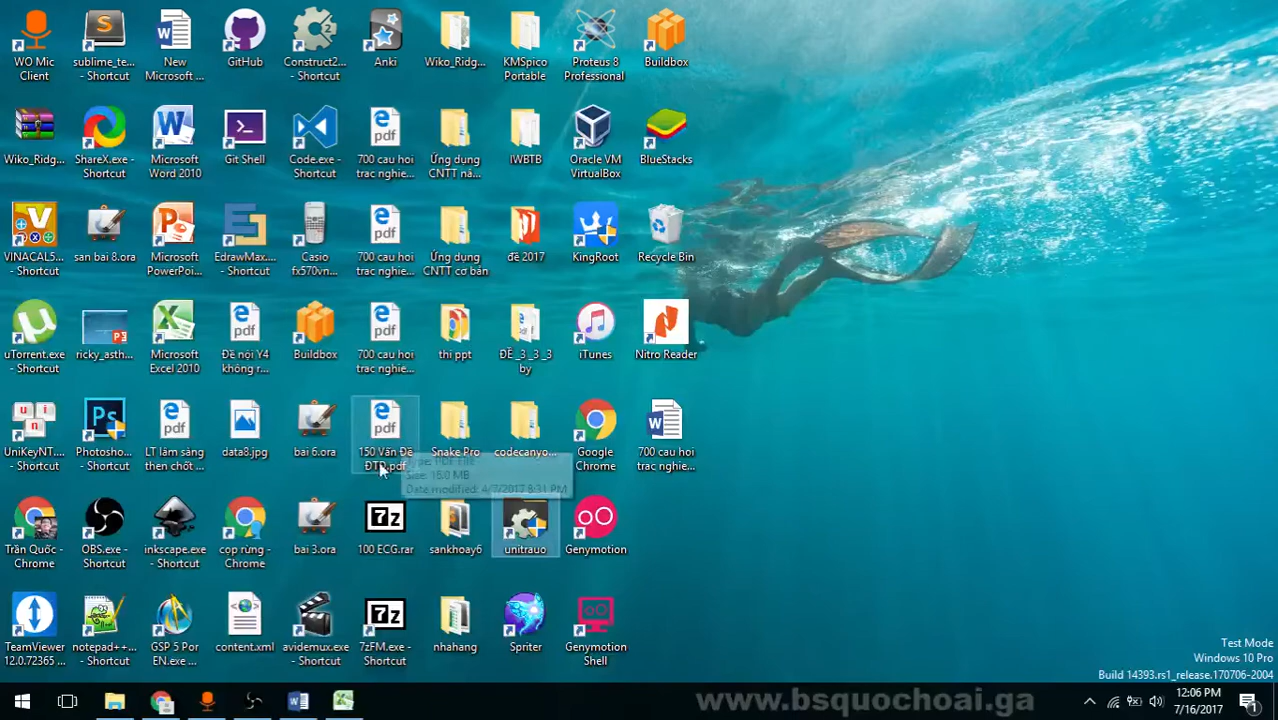 WO Mic
Client
sublime_te...
- Shortcut
New
Microsoft ...
GitHub
Construct2...
- Shortcut
Anki
Wiko_Ridg...
KMSpico
Portable
Proteus 8
Professional
Buildbox
Wiko_Ridg...
ShareX.exe -
Shortcut
Microsoft
Word 2010
Git Shell
Code.exe -
Shortcut
700 cau hoi
trac nghie...
Ứng dụng
CNTT nâ...
IWBTB
Oracle VM
VirtualBox
BlueStacks
VINACAL5...
- Shortcut
san bai 8.ora
Microsoft
PowerPoi...
EdrawMax....
- Shortcut
Casio
fx570vn...
700 cau hoi
trac nghie...
Ứng dụng
CNTT cơ bản
đề 2017
KingRoot
Recycle Bin
uTorrent.exe
- Shortcut
ricky_asth...
Microsoft
Excel 2010
Đề nội Y4
không r...
Buildbox
700 cau hoi
trac nghie...
thi ppt
ĐỀ_3_3_3
by
iTunes
Nitro Reader
UniKeyNT....
- Shortcut
Photosho...
- Shortcut
LT lâm sàng
then chốt ...
data8.jpg
bai 6.ora
150 Vấn Đề
ĐTĐ.pdf
Snake Pro
codecanyo...
Google
Chrome
700 cau hoi
trac nghie...
Type: PDF File
Size: 15.0 MB
Date modified: 4/7/2017 8:31 PM
Trần Quốc -
Chrome
OBS.exe -
Shortcut
inkscape.exe
- Shortcut
cọp rừng -
Chrome
bai 3.ora
100 ECG.rar
sankhoay6
unitrauo
Genymotion
TeamViewer
12.0.72365 ...
notepad++...
- Shortcut
GSP 5 Por
EN.exe ...
content.xml
avidemux.exe
- Shortcut
7zFM.exe -
Shortcut
nhahang
Spriter
Genymotion
Shell
Test Mode
Windows 10 Pro
Build 14393.rs1_release.170706-2004
www.bsquochoai.ga
12:06 PM
7/16/2017